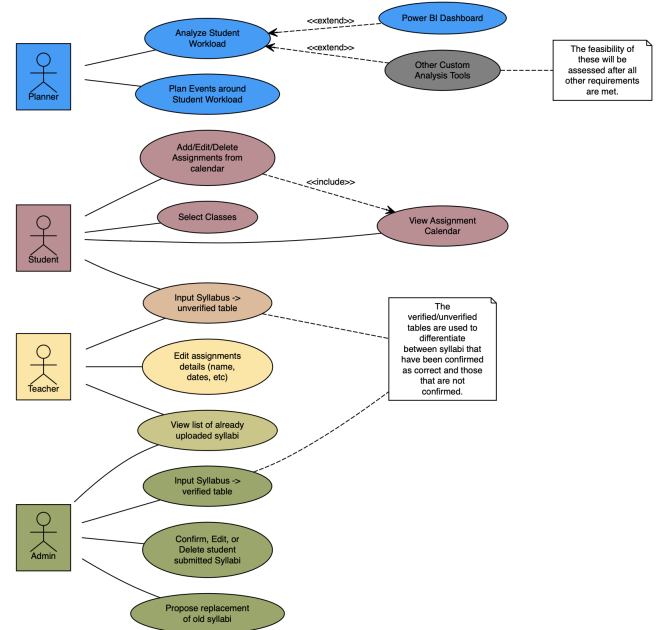 <<extend>>
Power BI Dashboard
Analyze Student
Workload
<<extend>>
Other Custom
Analysis Tools
The feasibility of
these will be
assessed after all
other requirements
are met.
Planner
Plan Events around
Student Workload
Add/Edit/Delete
Assignments from
calendar
<<include>>
Select Classes
View Assignment
Calendar
Student
Input Syllabus ->
unverified table
The
verified/unverified
tables are used to
differentiate
between syllabi that
have been confirmed
as correct and those
that are not
confirmed.
Edit assignments
details (name,
dates, etc)
Teacher
View list of already
uploaded syllabi
Input Syllabus ->
verified table
Confirm, Edit, or
Delete student
submitted Syllabi
Admin
Propose replacement
of old syllabi